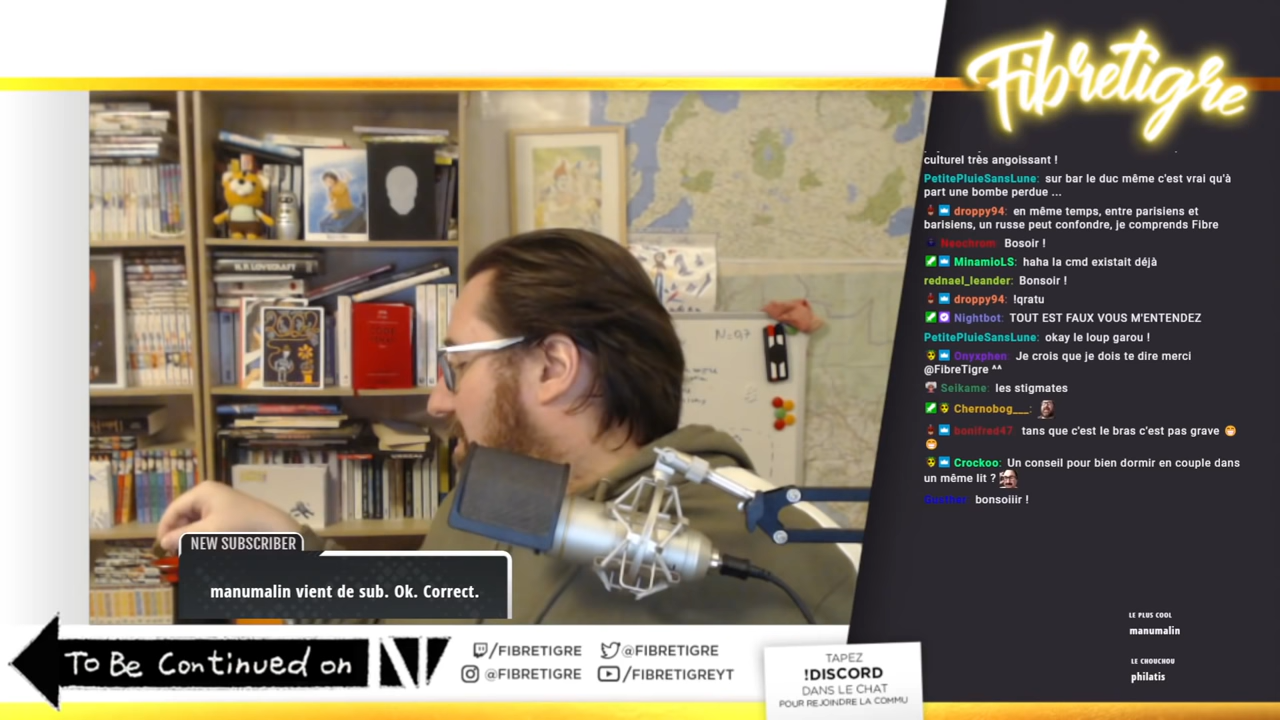 Fibretigre
culturel très angoissant !
PetitePluieSansLune: sur bar le duc même c'est vrai qu'à
part une bombe perdue ...
droppy94: en même temps, entre parisiens et
barisiens, un russe peut confondre, je comprends Fibre
Neochrom: Bosoir !
MinamioLS: haha la cmd existait déjà
rednael_leander: Bonsoir !
droppy94: !qratu
Nightbot: TOUT EST FAUX VOUS M'ENTENDEZ
PetitePluieSansLune: okay le loup garou !
Onyxphen: Je crois que je dois te dire merci
@FibreTigre ^^
Seikame: les stigmates
Chernobog___:
bonifred47 tans que c'est le bras c'est pas grave
Crockoo: Un conseil pour bien dormir en couple dans
un même lit ?
bonsoiiir !
H.P. LOVECRAFT
NEW SUBSCRIBER
manumalin vient de sub. Ok. Correct.
LE PLUS COOL
manumalin
LE CHOUCHOU
philatis
To Be Continued on
/FIBRETIGRE
@FIBRETIGRE
@FIBRETIGRE
/FIBRETIGREYT
TAPEZ
!DISCORD
DANS LE CHAT
POUR REJOINDRE LA COMMU